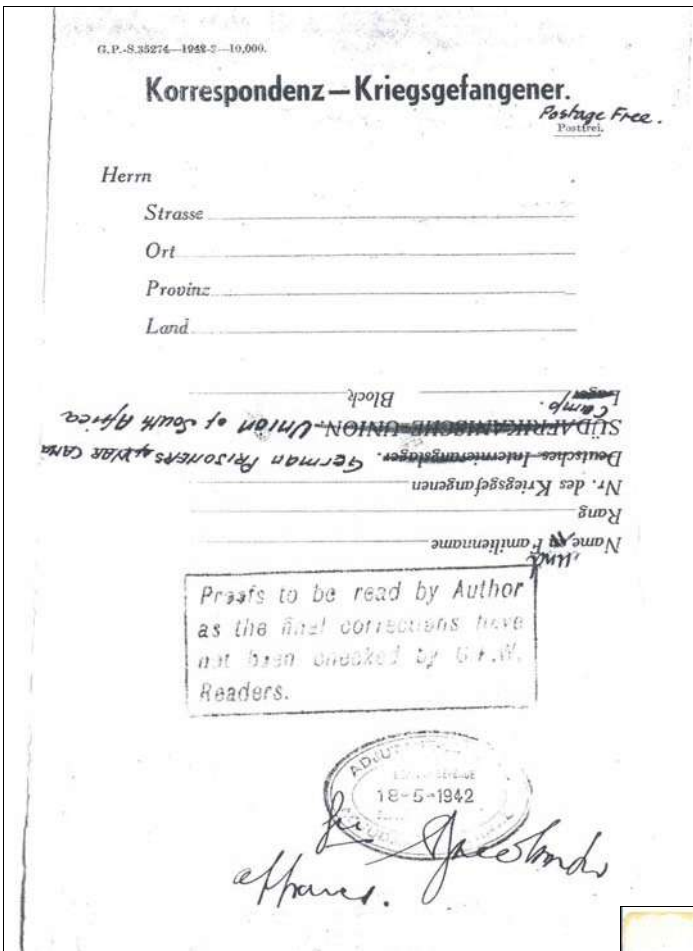 G.P.-S.35274—1942-3—10,000.
Korrespondenz—Kriegsgefangener.
Postage Free.
Postfrei.
Herrn
Strasse
Ort
Provinz
Land
Name und Familienname
Rang
Nr. des Kriegsgefangenen
Deutsches Internierungslager. German PRISONERS of WAR CAMP
SÜDAFRIKANISCHE UNION. Union of South Africa
Camp.
Lager Block
Proofs to be read by Author
as the final corrections have
not been checked by G.P.W.
Readers.
18-5-1942